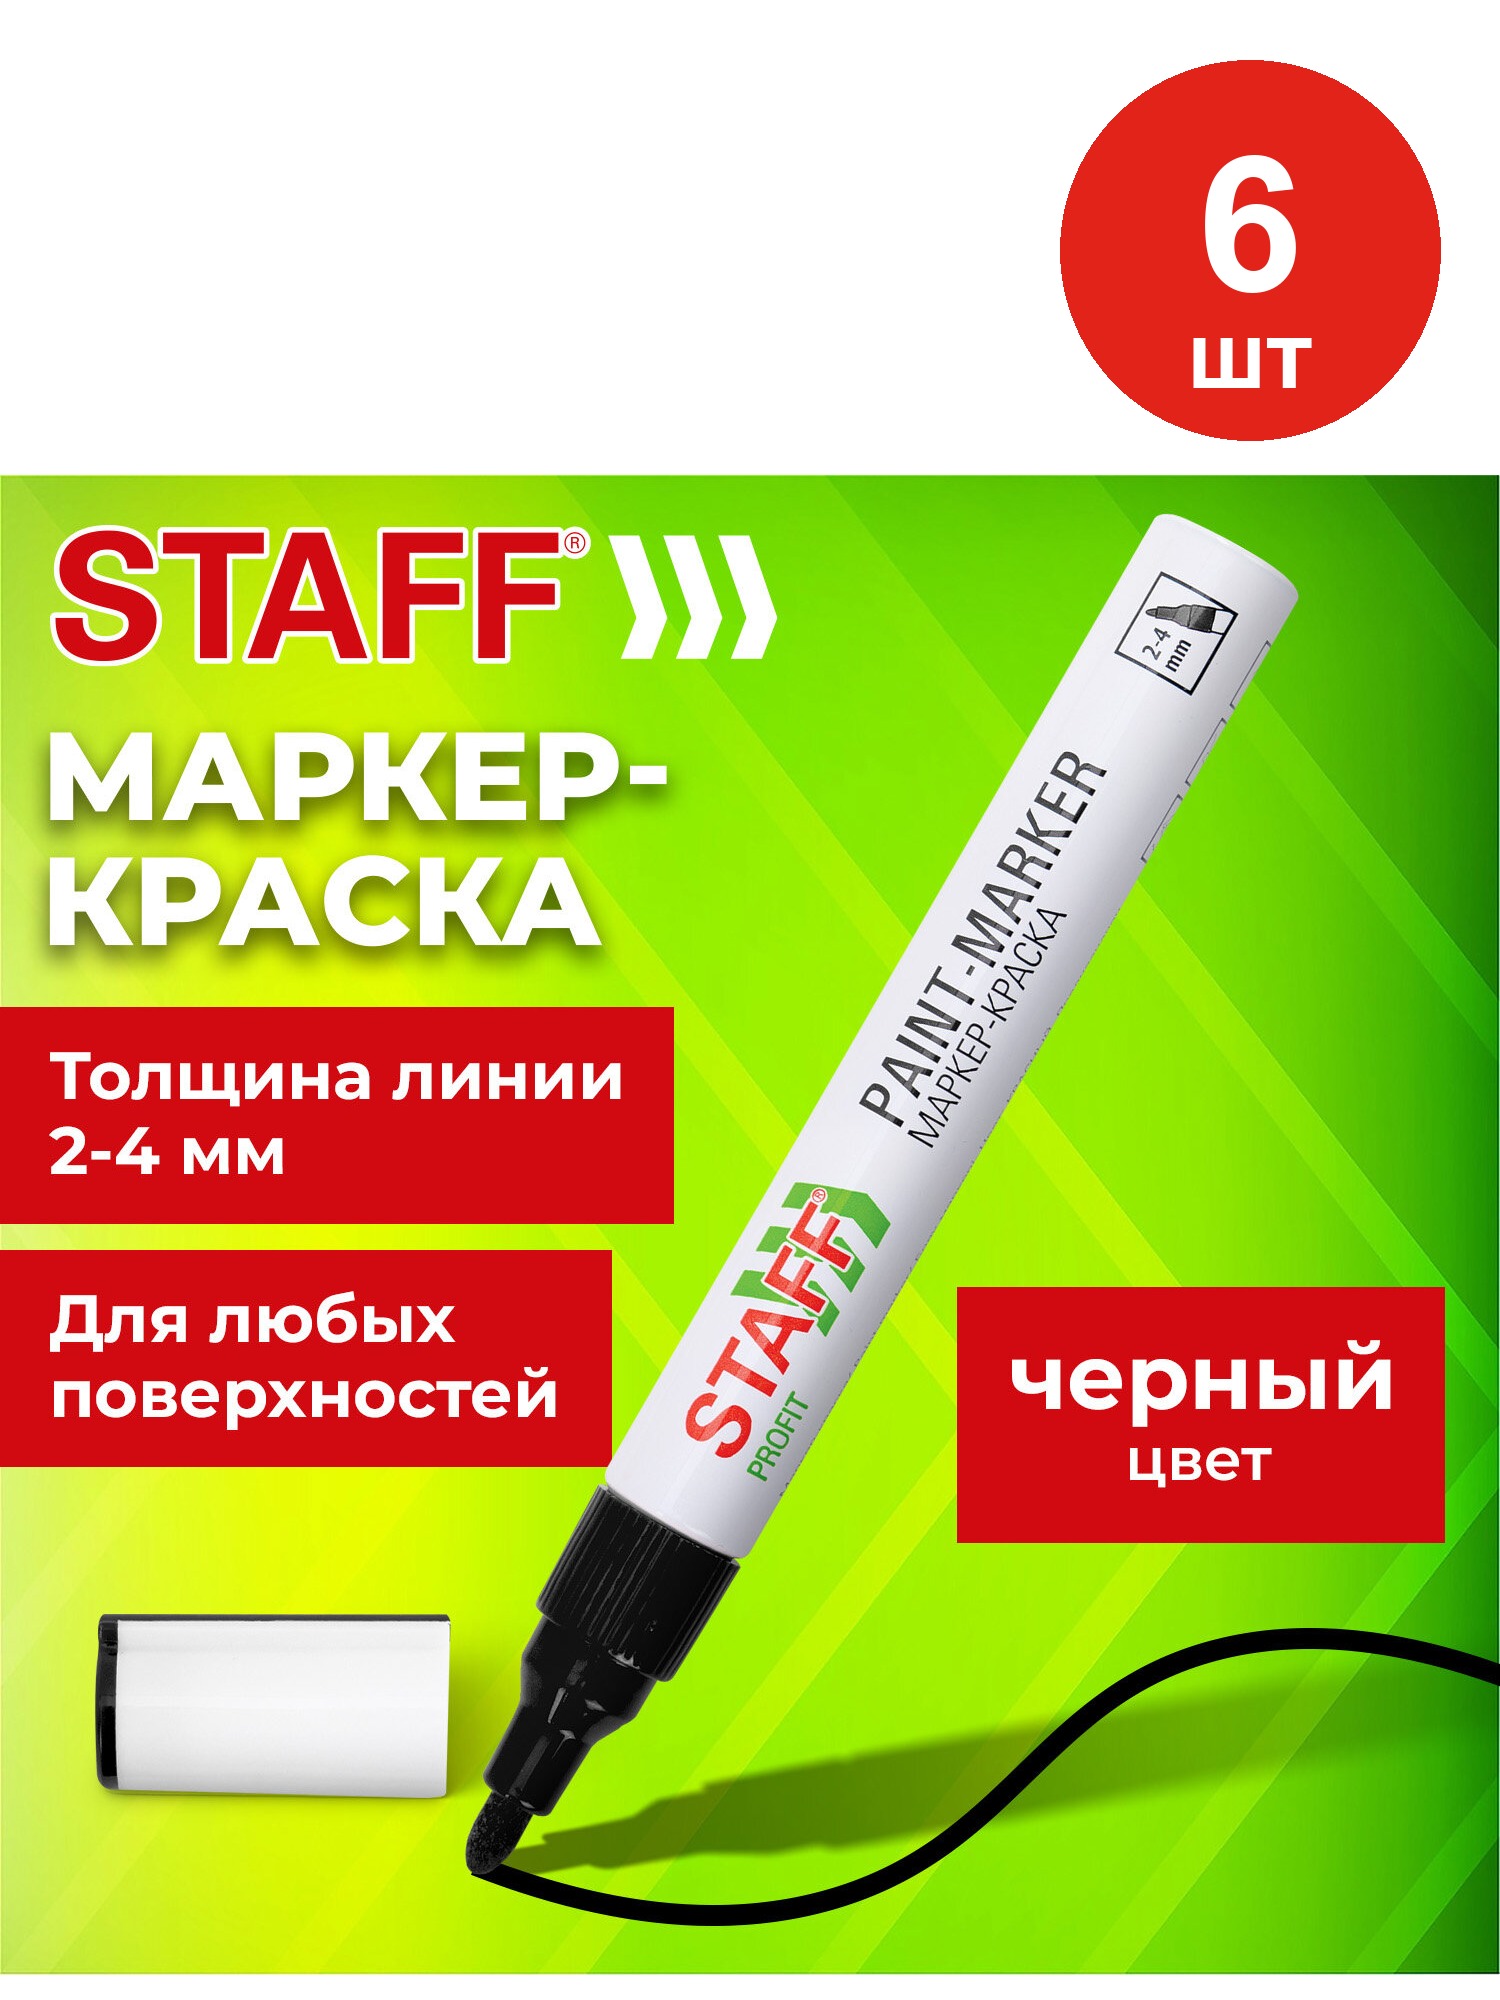 6
шт
STAFF®
МАРКЕР-
КРАСКА
Толщина линии
2-4 мм
Для любых
поверхностей
черный
цвет
2-4
mm
PAINT-MARKER
МАРКЕР-КРАСКА
STAFF®
PROFIT